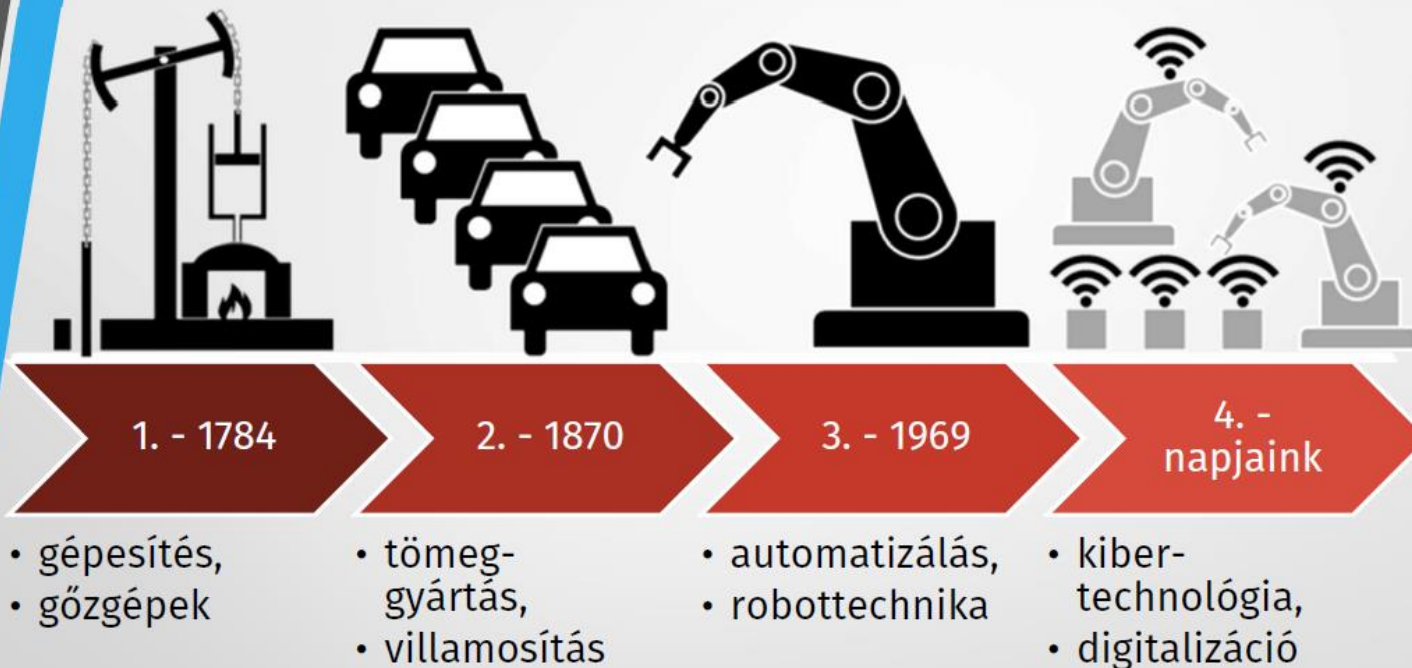 1. - 1784
2. - 1870
3. - 1969
4. -
napjaink
• gépesítés,
• gőzgépek
• tömeg-
gyártás,
• villamosítás
• automatizálás,
• robottechnika
• kiber-
technológia,
• digitalizáció